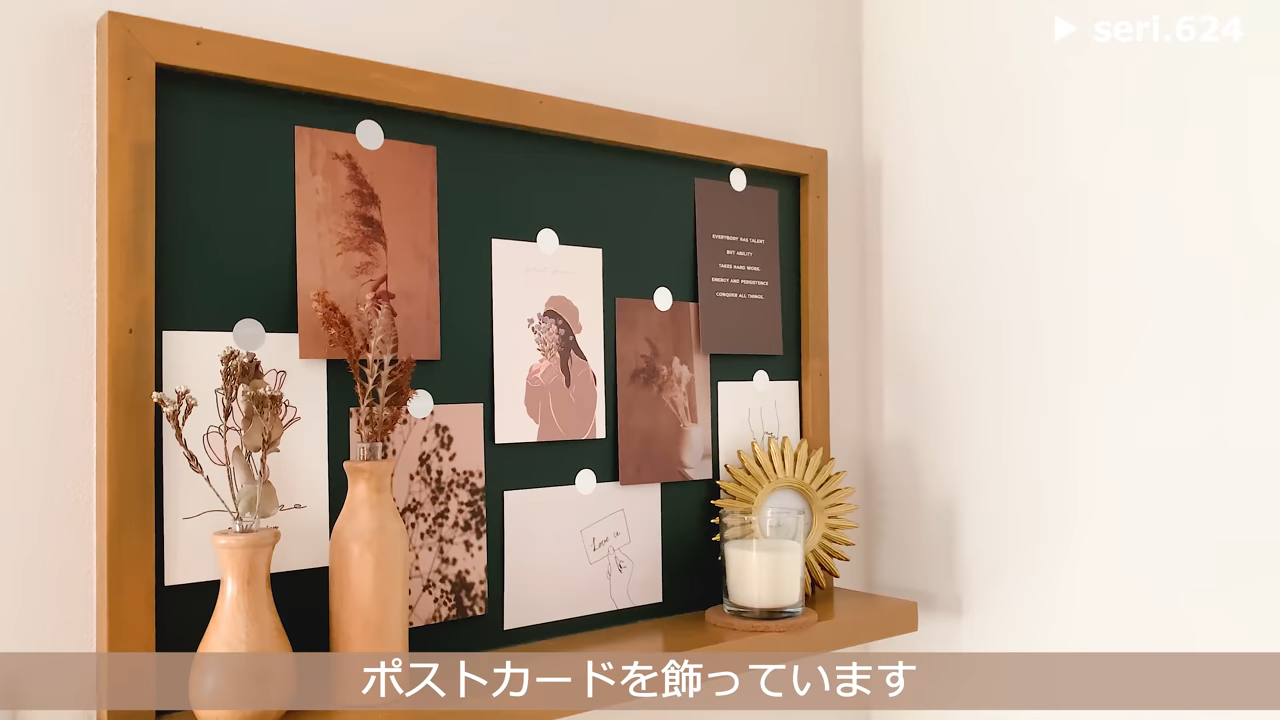 ▶ seri.624
EVERYBODY HAS TALENT
BUT ABILITY
TAKES HARD WORK.
ENERGY AND PERSISTENCE
CONQUER ALL THINGS.
Love u
ポストカードを飾っています